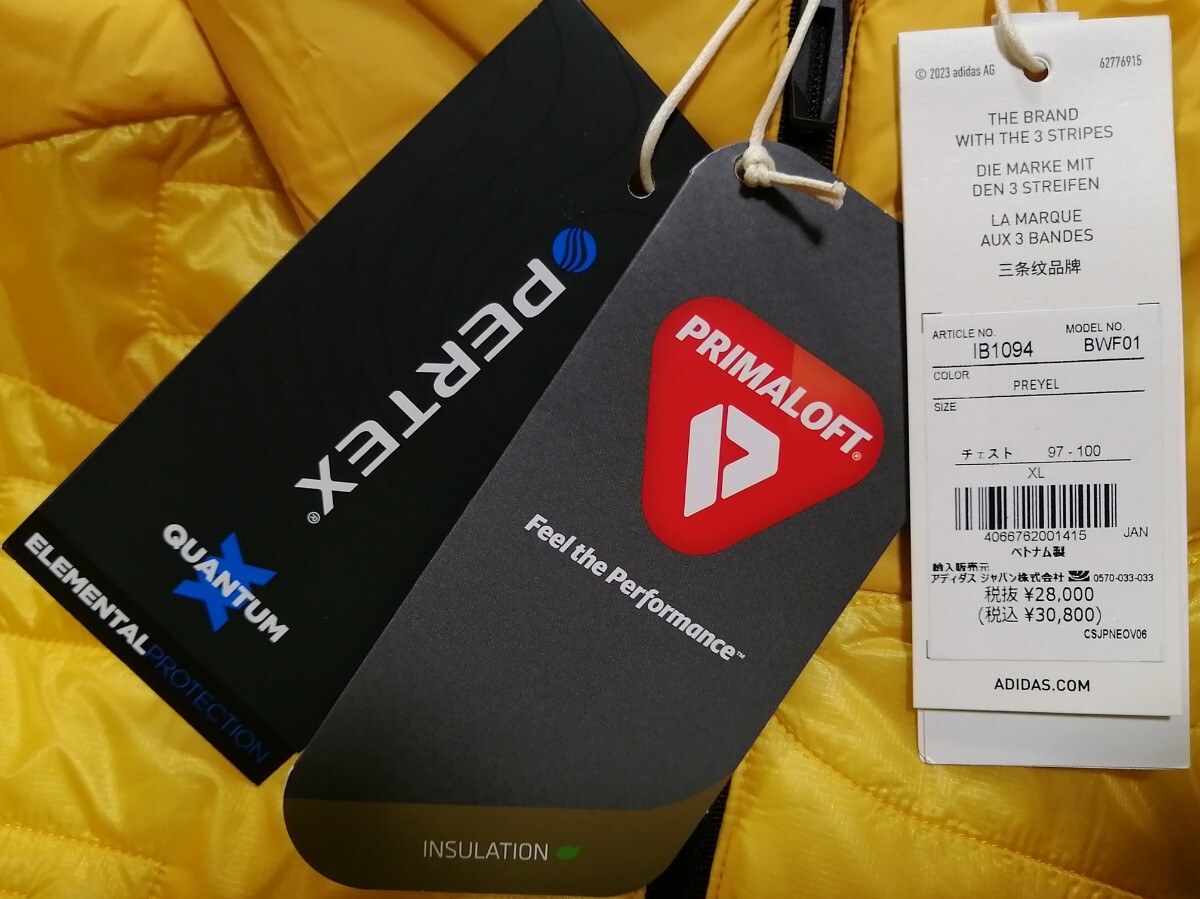 PERTEX®
QUANTUM
X
ELEMENTALPROTECTION
PRIMALOFT®
Feel the Performance™
INSULATION
© 2023 adidas AG 62776915
THE BRAND
WITH THE 3 STRIPES
DIE MARKE MIT
DEN 3 STREIFEN
LA MARQUE
AUX 3 BANDES
三条纹品牌
ARTICLE NO. MODEL NO.
IB1094 BWF01
COLOR
PREYEL
SIZE
チェスト 97 - 100
XL
4066762001415 JAN
ベトナム製
輸入販売元
アディダス ジャパン株式会社 0570-033-033
税抜 ¥28,000
(税込 ¥30,800)
CSJPNEOV06
ADIDAS.COM